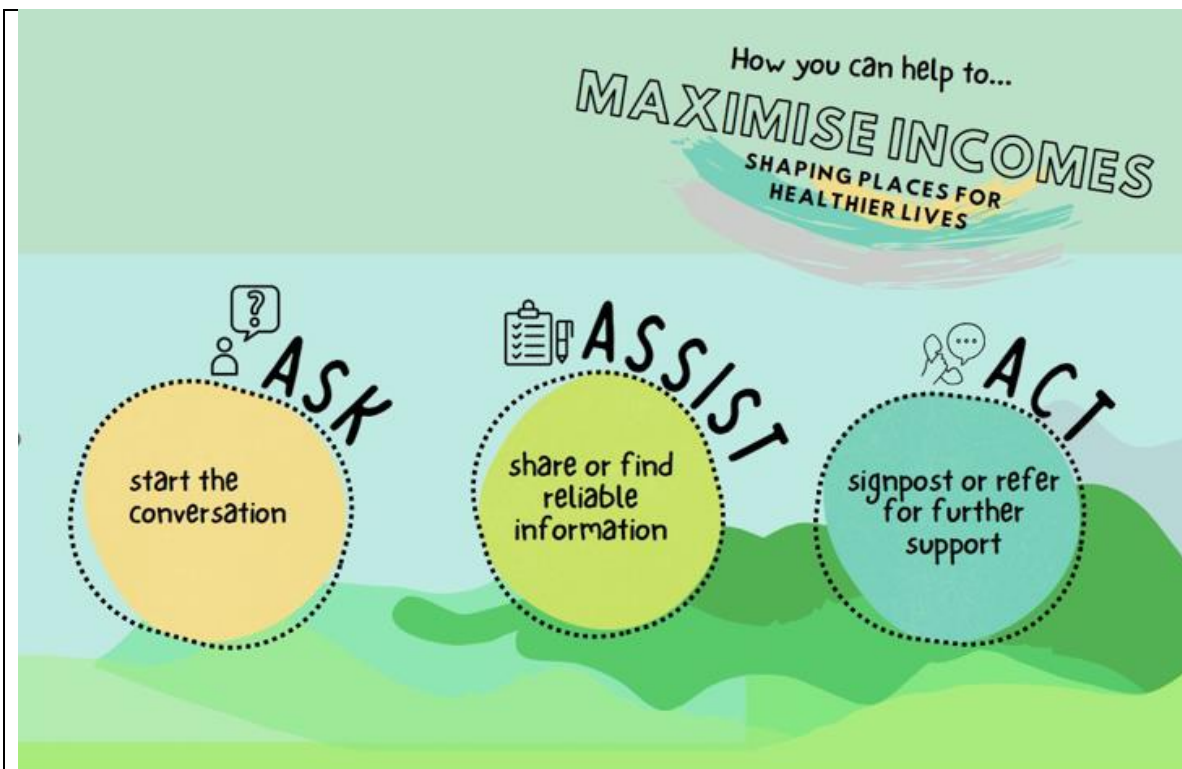 How you can help to...
MAXIMISE INCOMES
SHAPING PLACES FOR
HEALTHIER LIVES
?
ASK
start the
conversation
ASSIST
share or find
reliable
information
ACT
signpost or refer
for further
support